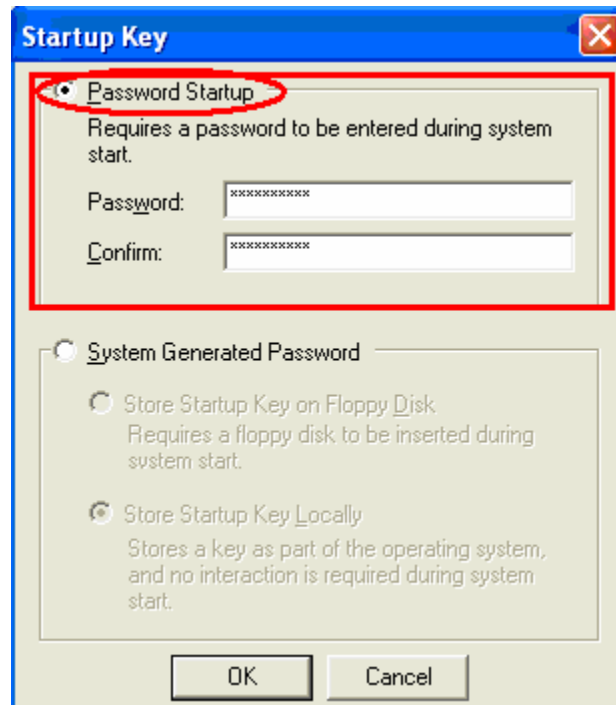 Startup Key
Password Startup
Requires a password to be entered during system
start.
Password: **********
Confirm: **********
System Generated Password
Store Startup Key on Floppy Disk
Requires a floppy disk to be inserted during
system start.
Store Startup Key Locally
Stores a key as part of the operating system,
and no interaction is required during system
start.
OK Cancel